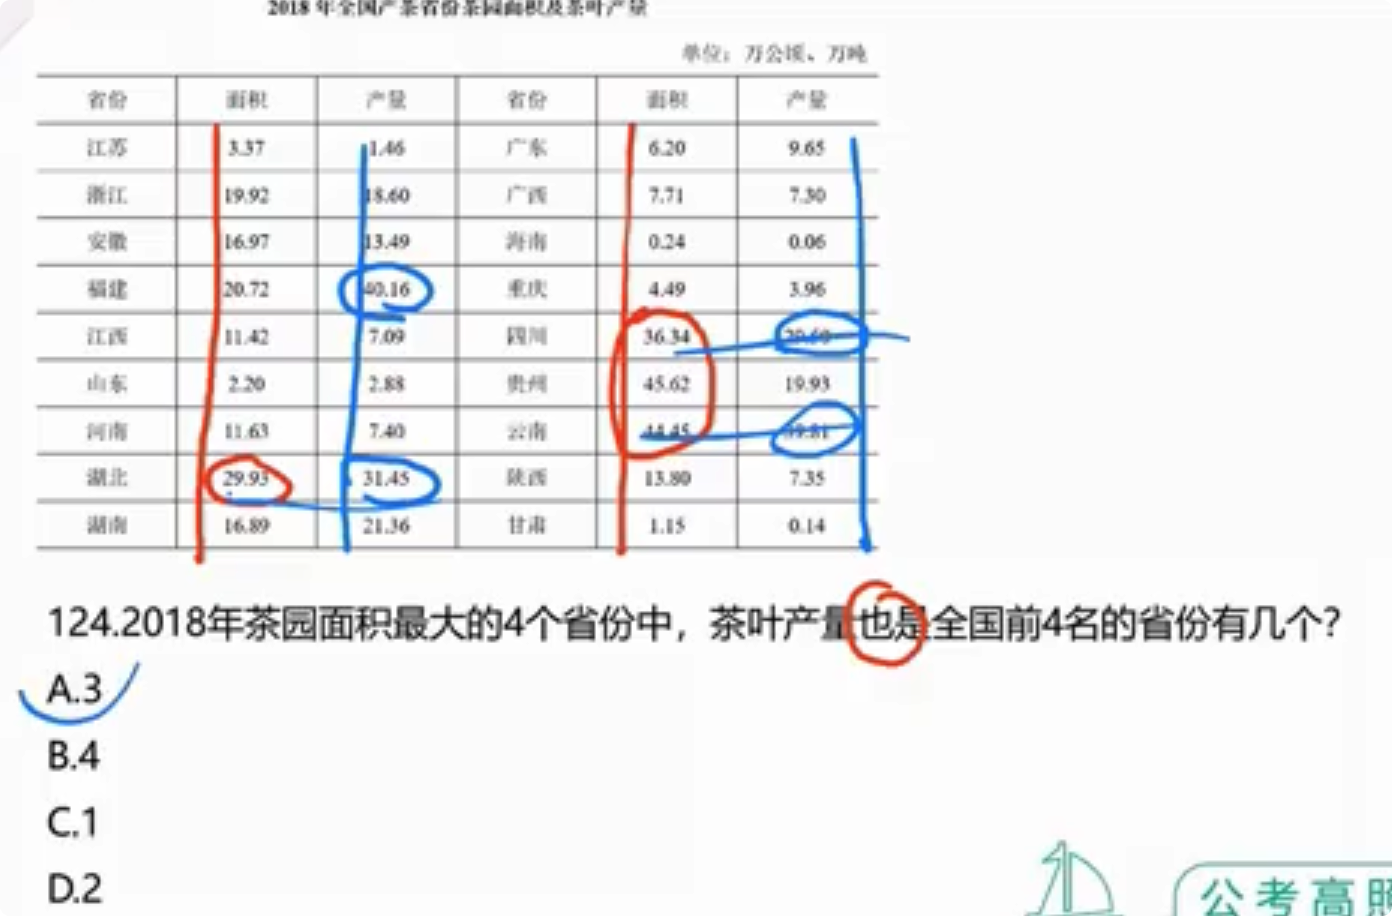 2018年全国产茶省份茶园面积及茶叶产量
单位：万公顷、万吨
省份 面积 产量 省份 面积 产量
江苏 3.37 1.46 广东 6.20 9.65
浙江 19.92 18.60 广西 7.71 7.30
安徽 16.97 13.49 海南 0.24 0.06
福建 20.72 40.16 重庆 4.49 3.96
江西 11.42 7.09 四川 36.34
山东 2.20 2.88 贵州 45.62 19.93
河南 11.63 7.40 云南 44.45
湖北 29.93 31.45 陕西 13.80 7.35
湖南 16.89 21.36 甘肃 1.15 0.14
124.2018年茶园面积最大的4个省份中，茶叶产量也是全国前4名的省份有几个？
A.3
B.4
C.1
D.2
公考高照